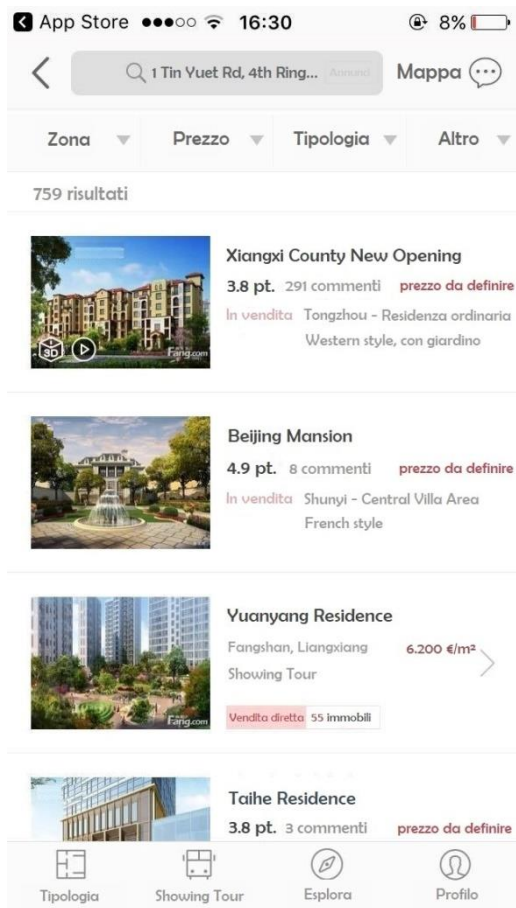 App Store 16:30 8%
1 Tin Yuet Rd, 4th Ring... Annunci Mappa
Zona Prezzo Tipologia Altro
759 risultati
Xiangxi County New Opening
3.8 pt. 291 commenti prezzo da definire
In vendita Tongzhou - Residenza ordinaria
Western style, con giardino
3D
Fang.com
Beijing Mansion
4.9 pt. 8 commenti prezzo da definire
In vendita Shunyi - Central Villa Area
French style
Fang.com
Yuanyang Residence
Fangshan, Liangxiang 6.200 €/m²
Showing Tour
Vendita diretta 55 immobili
Fang.com
Taihe Residence
3.8 pt. 3 commenti prezzo da definire
Tipologia Showing Tour Esplora Profilo